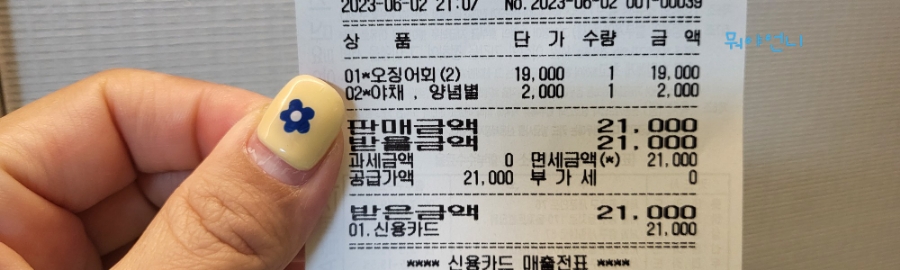 2023-06-02 21:07 No.2023-06-02 001-00039
상 품 단 가 수량 금 액
01*오징어회(2) 19,000 1 19,000
02*야채 , 양념별 2,000 1 2,000
판매금액 21.000
받을금액 21.000
과세금액 0 면세금액(*) 21,000
공급가액 21,000 부 가 세 0
받은금액 21.000
01.신용카드 21,000
**** 신용카드 매출전표 ****